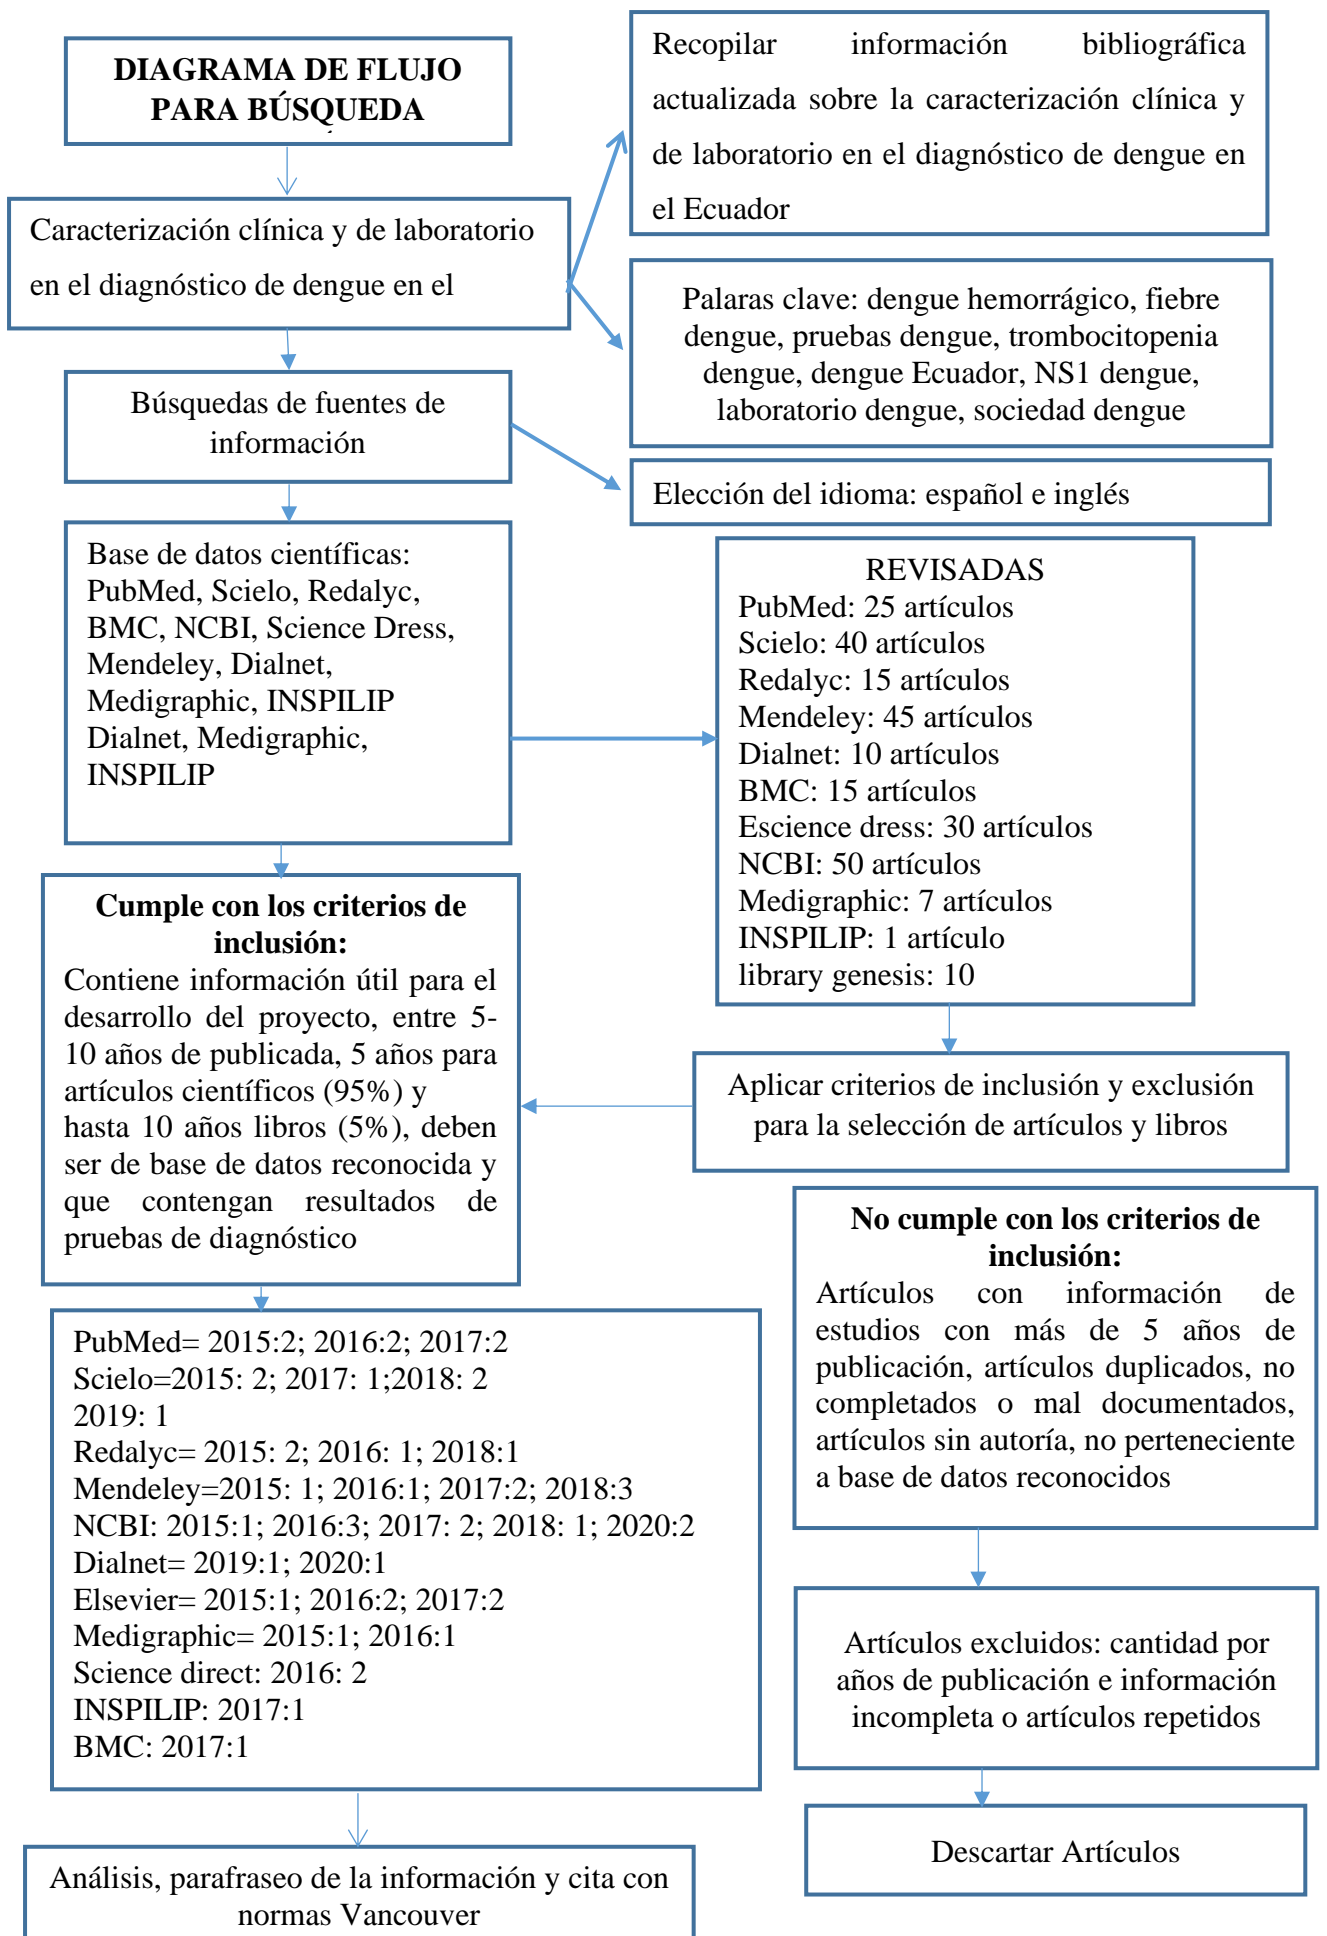 DIAGRAMA DE FLUJO
PARA BÚSQUEDA
Recopilar información bibliográfica
actualizada sobre la caracterización clínica y
de laboratorio en el diagnóstico de dengue en
el Ecuador
Caracterización clínica y de laboratorio
en el diagnóstico de dengue en el
Palaras clave: dengue hemorrágico, fiebre
dengue, pruebas dengue, trombocitopenia
dengue, dengue Ecuador, NS1 dengue,
laboratorio dengue, sociedad dengue
Búsquedas de fuentes de
información
Elección del idioma: español e inglés
Base de datos científicas:
PubMed, Scielo, Redalyc,
BMC, NCBI, Science Dress,
Mendeley, Dialnet,
Medigraphic, INSPILIP
Dialnet, Medigraphic,
INSPILIP
REVISADAS
PubMed: 25 artículos
Scielo: 40 artículos
Redalyc: 15 artículos
Mendeley: 45 artículos
Dialnet: 10 artículos
BMC: 15 artículos
Escience dress: 30 artículos
NCBI: 50 artículos
Medigraphic: 7 artículos
INSPILIP: 1 artículo
library genesis: 10
Cumple con los criterios de
inclusión:
Contiene información útil para el
desarrollo del proyecto, entre 5-
10 años de publicada, 5 años para
artículos científicos (95%) y
hasta 10 años libros (5%), deben
ser de base de datos reconocida y
que contengan resultados de
pruebas de diagnóstico
Aplicar criterios de inclusión y exclusión
para la selección de artículos y libros
No cumple con los criterios de
inclusión:
Artículos con información de
estudios con más de 5 años de
publicación, artículos duplicados, no
completados o mal documentados,
artículos sin autoría, no perteneciente
a base de datos reconocidos
PubMed= 2015:2; 2016:2; 2017:2
Scielo=2015: 2; 2017: 1;2018: 2
2019: 1
Redalyc= 2015: 2; 2016: 1; 2018:1
Mendeley=2015: 1; 2016:1; 2017:2; 2018:3
NCBI: 2015:1; 2016:3; 2017: 2; 2018: 1; 2020:2
Dialnet= 2019:1; 2020:1
Elsevier= 2015:1; 2016:2; 2017:2
Medigraphic= 2015:1; 2016:1
Science direct: 2016: 2
INSPILIP: 2017:1
BMC: 2017:1
Artículos excluidos: cantidad por
años de publicación e información
incompleta o artículos repetidos
Descartar Artículos
Análisis, parafraseo de la información y cita con
normas Vancouver